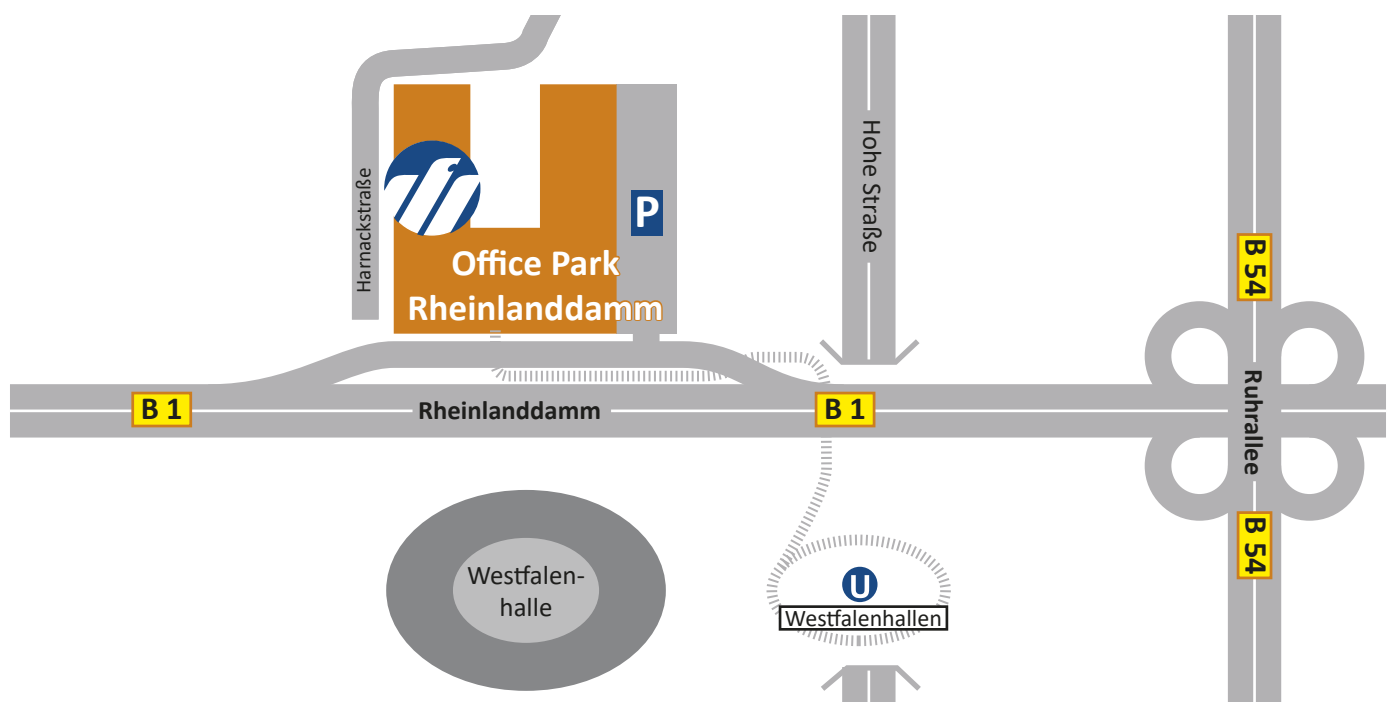 Harnackstraße
Office Park
Rheinlanddamm
P
Hohe Straße
B 54
B 1
Rheinlanddamm
B 1
Ruhrallee
B 54
Westfalen-
halle
U
Westfalenhallen